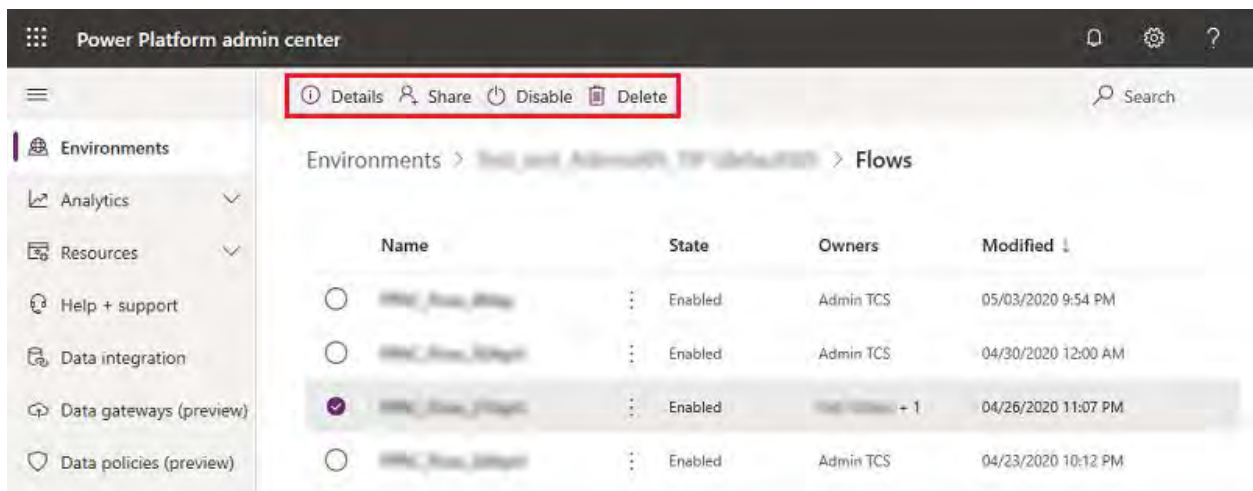 Power Platform admin center
Details Share Disable Delete
Search
Environments
Analytics
Resources
Help + support
Data integration
Data gateways (preview)
Data policies (preview)
Environments > > Flows
Name State Owners Modified ↓
Enabled Admin TCS 05/03/2020 9:54 PM
Enabled Admin TCS 04/30/2020 12:00 AM
Enabled + 1 04/26/2020 11:07 PM
Enabled Admin TCS 04/23/2020 10:12 PM